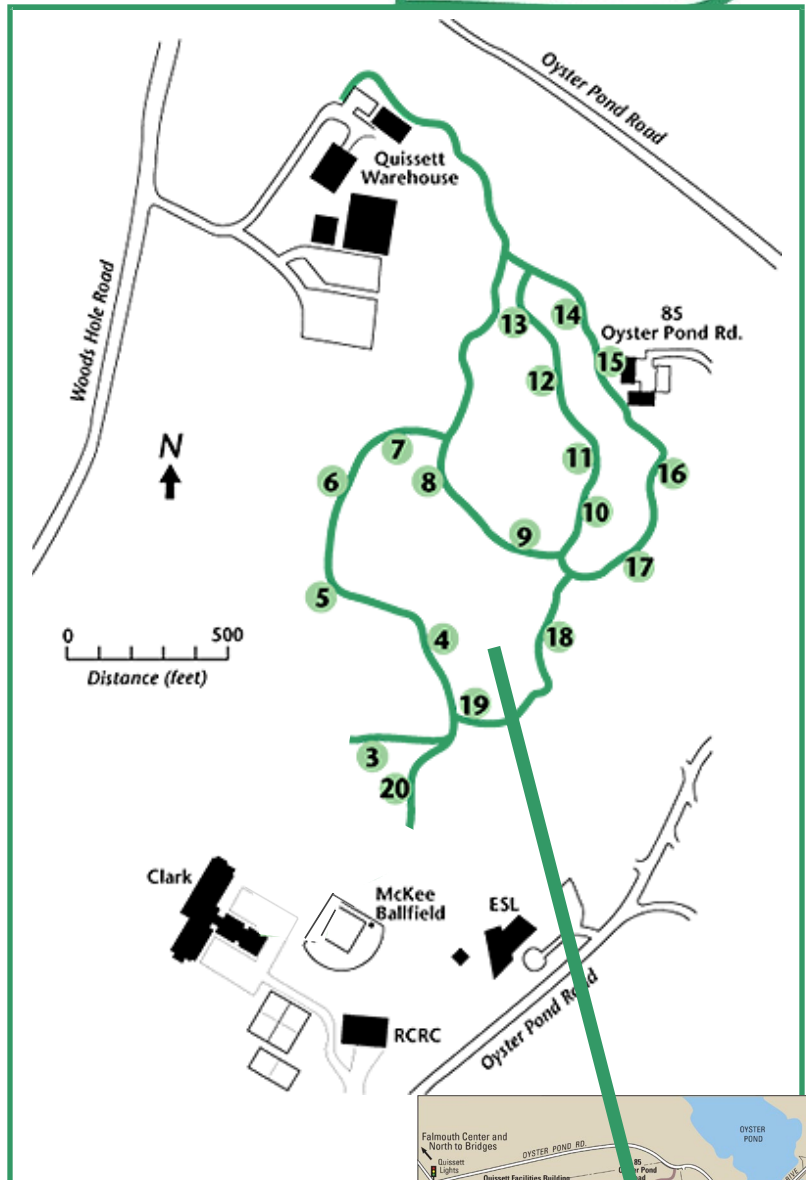 Oyster Pond Road
Quissett
Warehouse
Woods Hole Road
85
Oyster Pond Rd.
13
14
15
12
N
7
11
16
6
8
10
9
17
5
0 500
Distance (feet)
4
18
19
3
20
Clark
McKee
Ballfield
ESL
RCRC
Oyster Pond Road
OYSTER
POND
Falmouth Center and
North to Bridges
OYSTER POND RD.
Quissett
Lights
85
Pond
Quissett Facilities Building